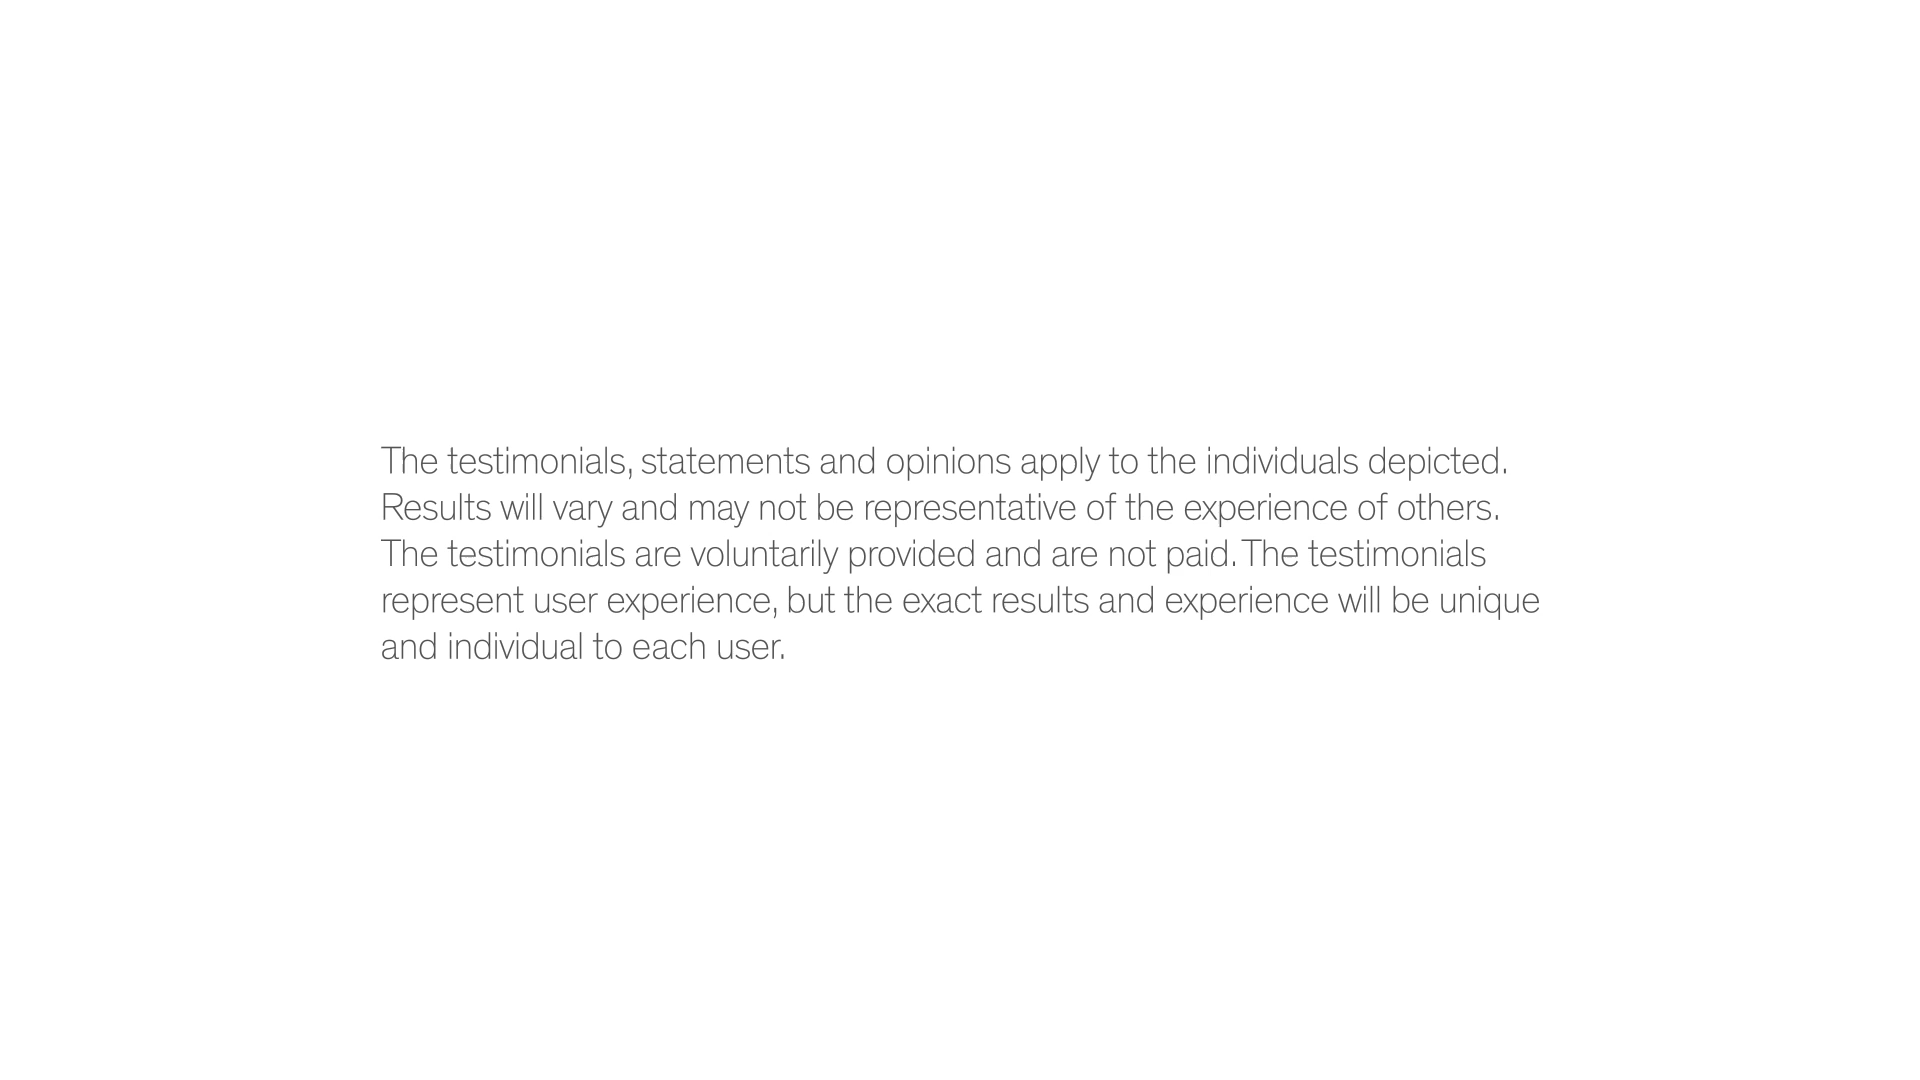 The testimonials, statements and opinions apply to the individuals depicted.
Results will vary and may not be representative of the experience of others.
The testimonials are voluntarily provided and are not paid. The testimonials
represent user experience, but the exact results and experience will be unique
and individual to each user.